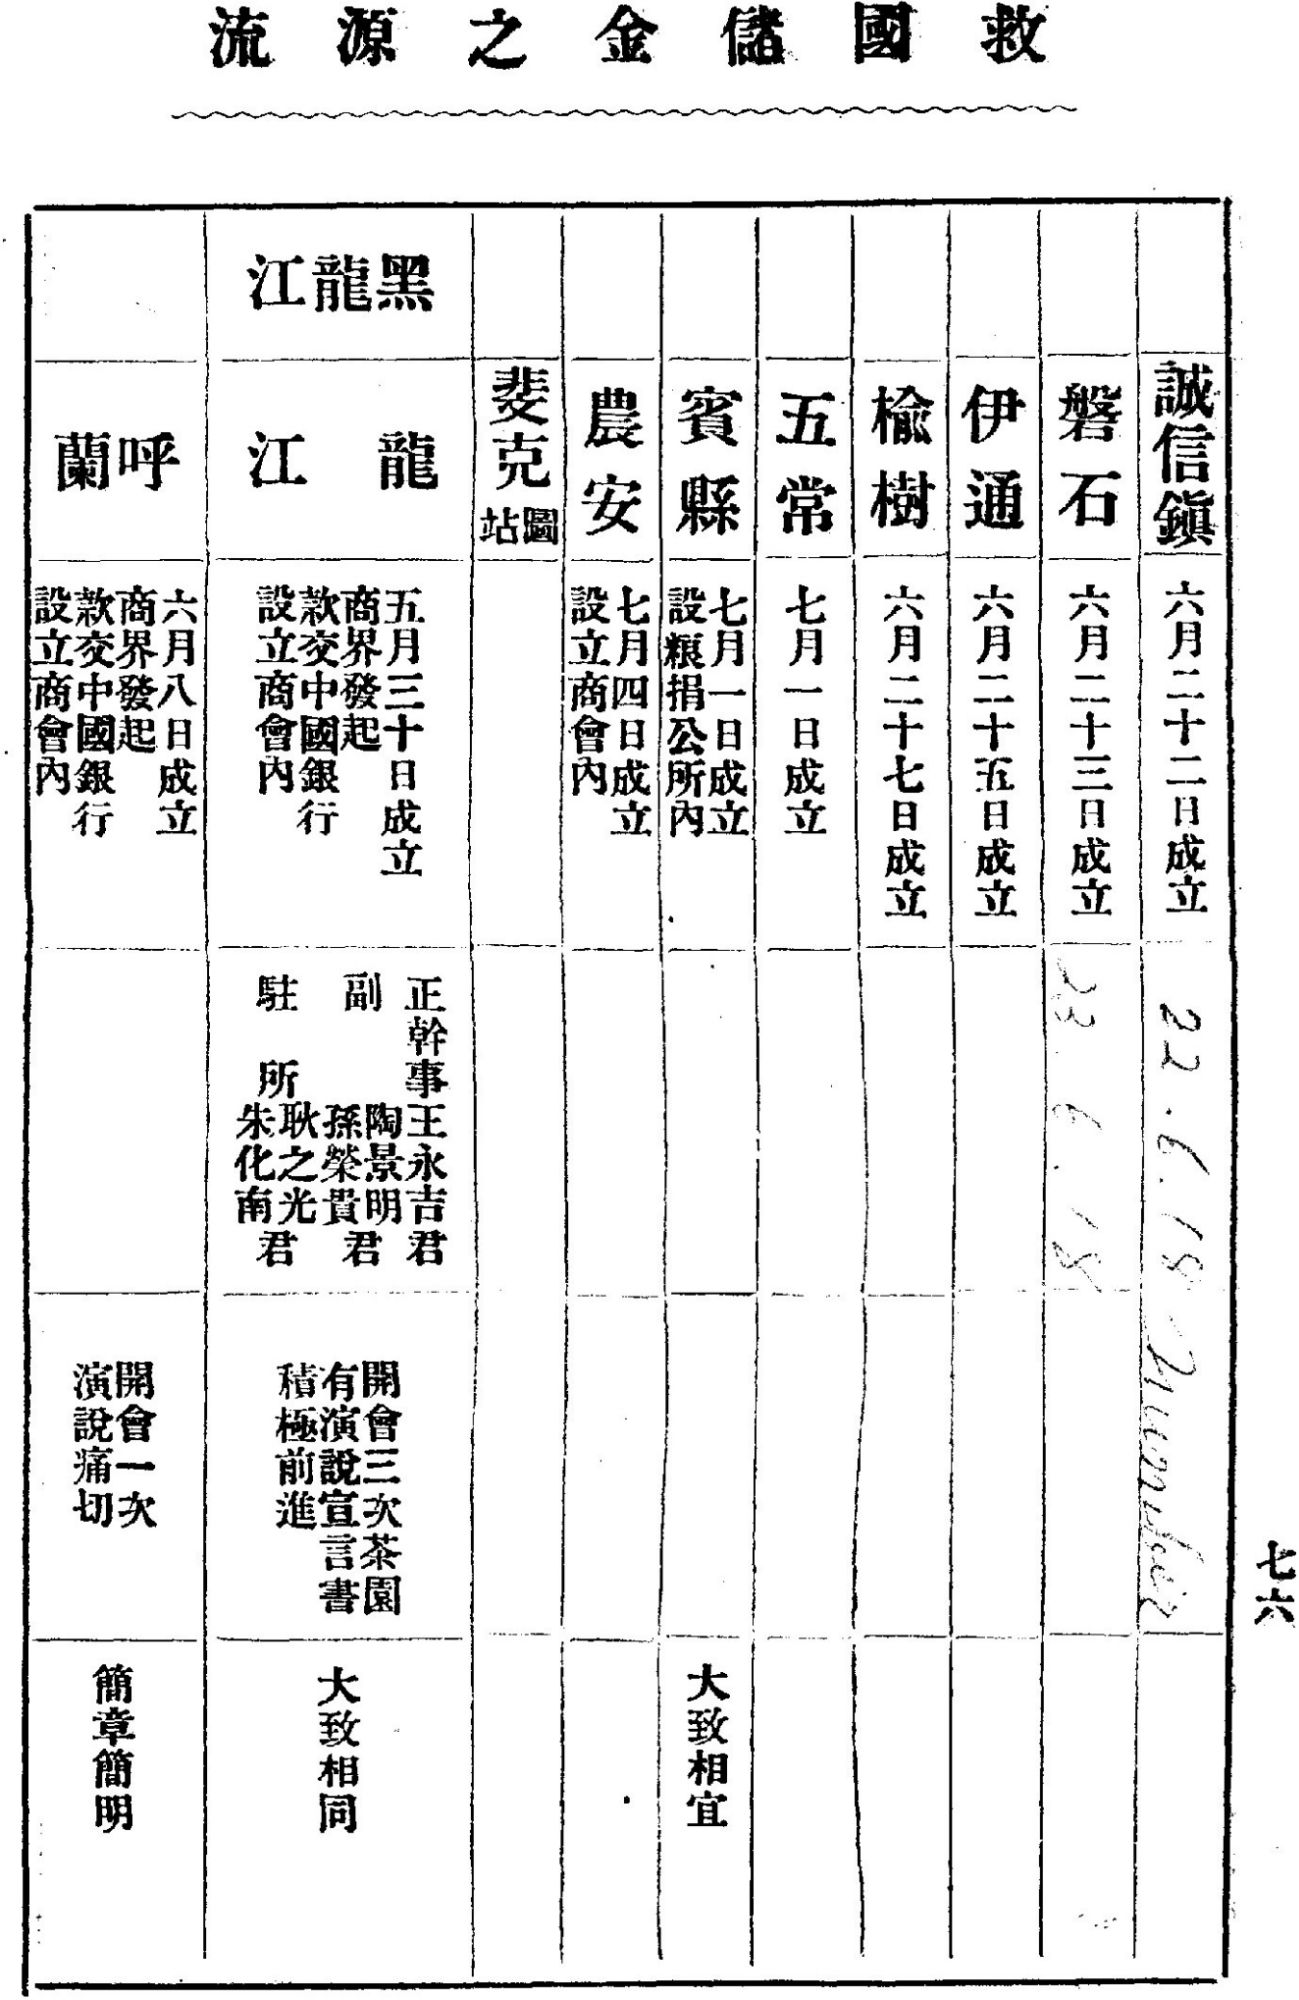 救國儲金之源流
誠信鎭
六月二十二日成立
22.6.18
磐石
六月二十三日成立
23.6.18
伊通
六月二十五日成立
榆樹
六月二十七日成立
五常
七月一日成立
賓縣
七月一日成立
設粮捐公所內
大致相宜
農安
七月四日成立
設立商會內
斐克圖站
黑龍江
龍江
五月三十日成立
商界發起
款交中國銀行
設立商會內
正幹事王永吉君
副 陶景明 孫榮貴 君
駐所 耿之光 朱化南 君
開會三次茶園
有演說宣言書
積極前進
大致相同
呼蘭
六月八日成立
商界發起
款交中國銀行
設立商會內
開會一次
演說痛切
簡章簡明
七六